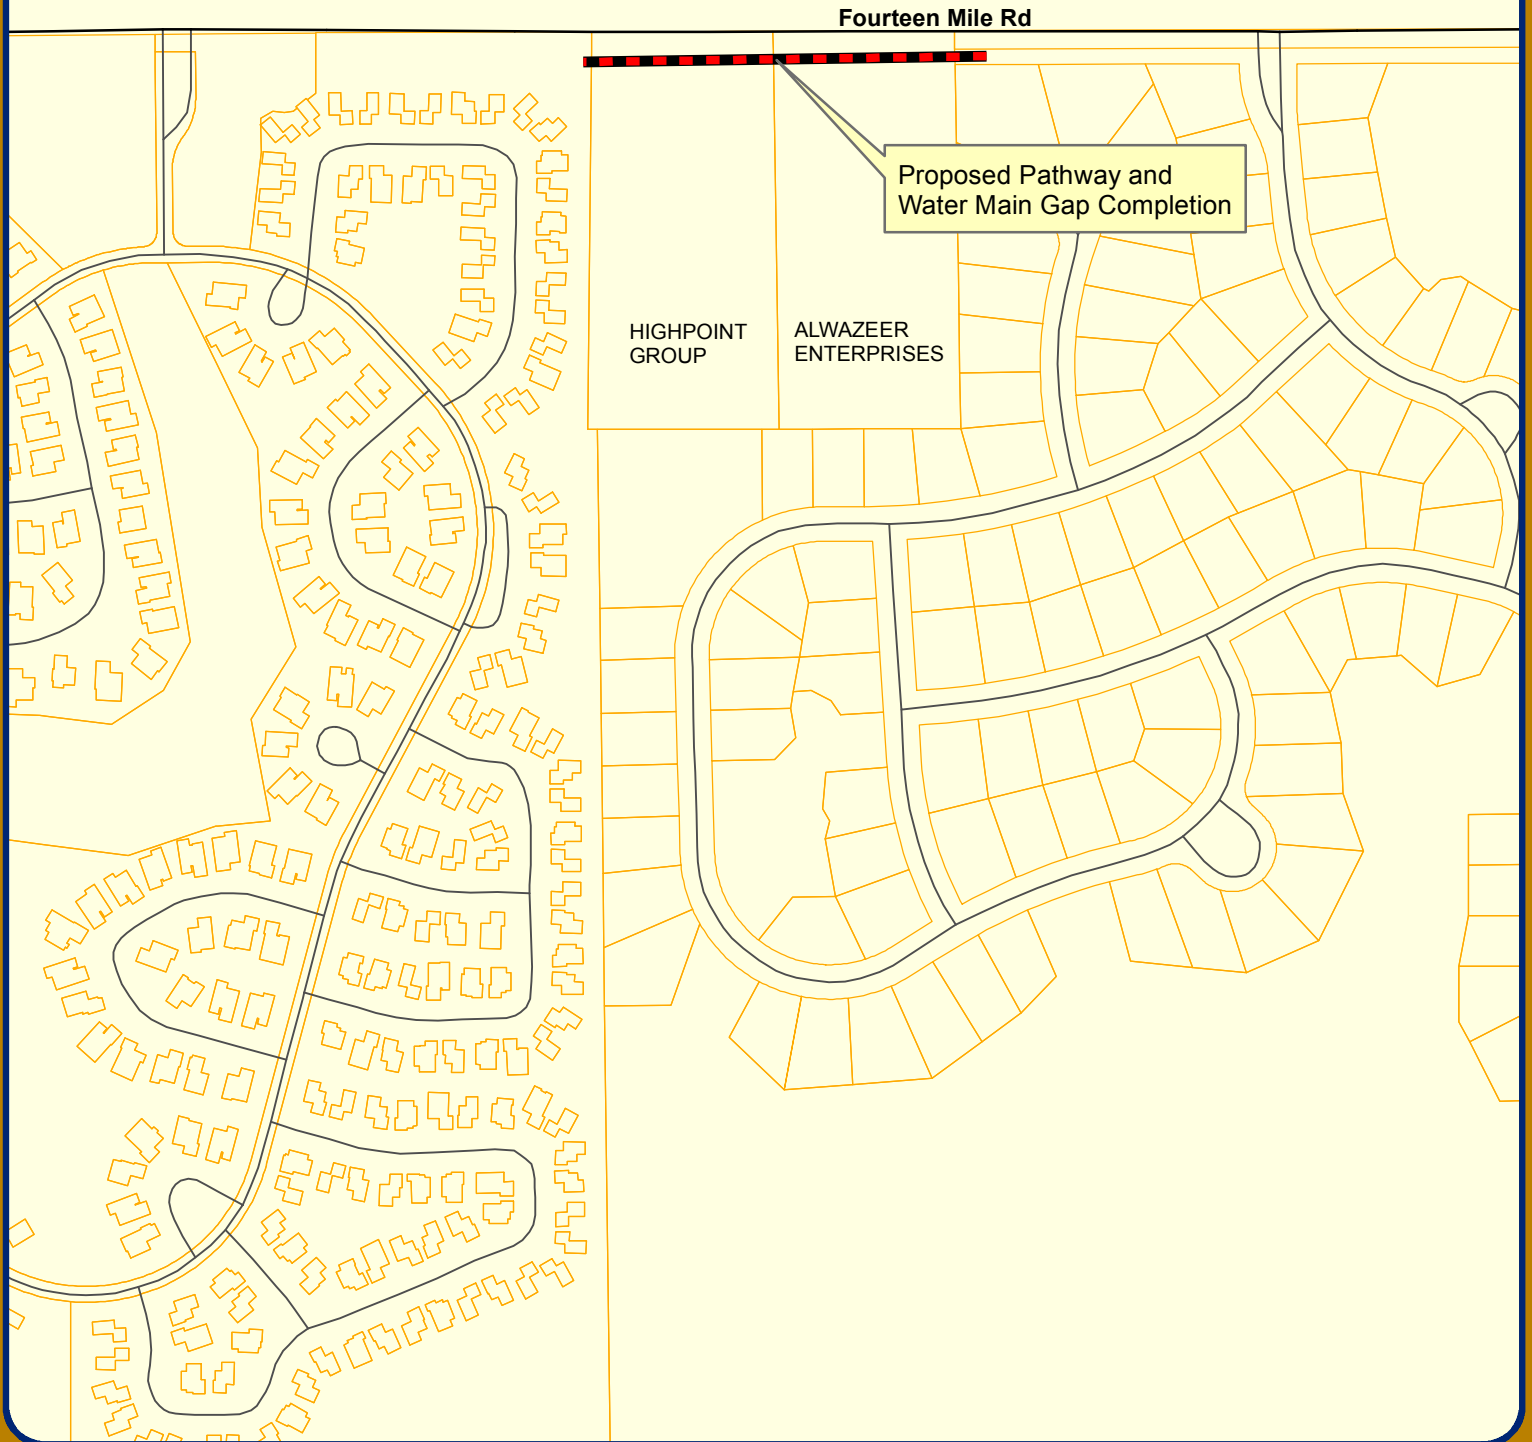 Fourteen Mile Rd
Proposed Pathway and
Water Main Gap Completion
HIGHPOINT
GROUP
ALWAZEER
ENTERPRISES